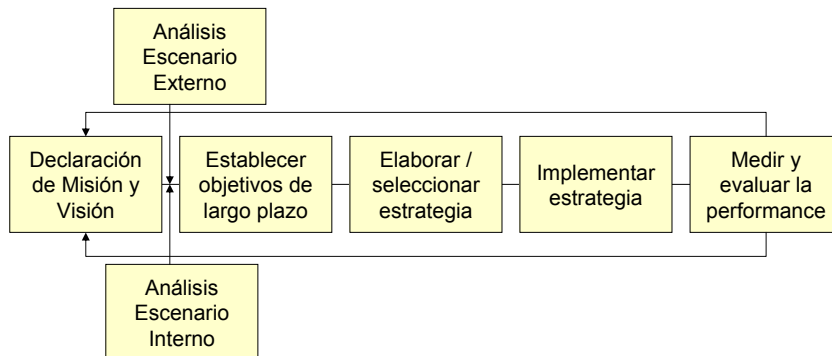 Análisis
Escenario
Externo
Declaración
de Misión y
Visión
Establecer
objetivos de
largo plazo
Elaborar /
seleccionar
estrategia
Implementar
estrategia
Medir y
evaluar la
performance
Análisis
Escenario
Interno